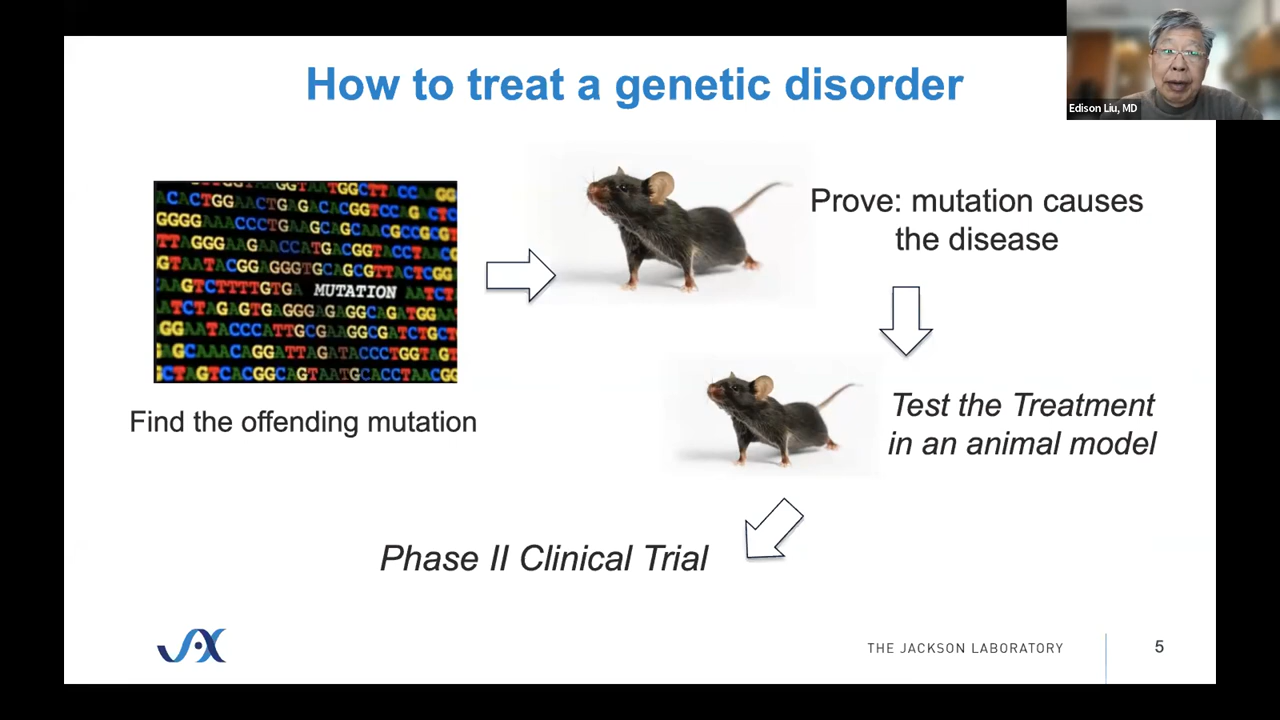 How to treat a genetic disorder
Edison Liu, MD
Prove: mutation causes
the disease
MUTATION
Find the offending mutation
Test the Treatment
in an animal model
Phase II Clinical Trial
JAX
THE JACKSON LABORATORY
5